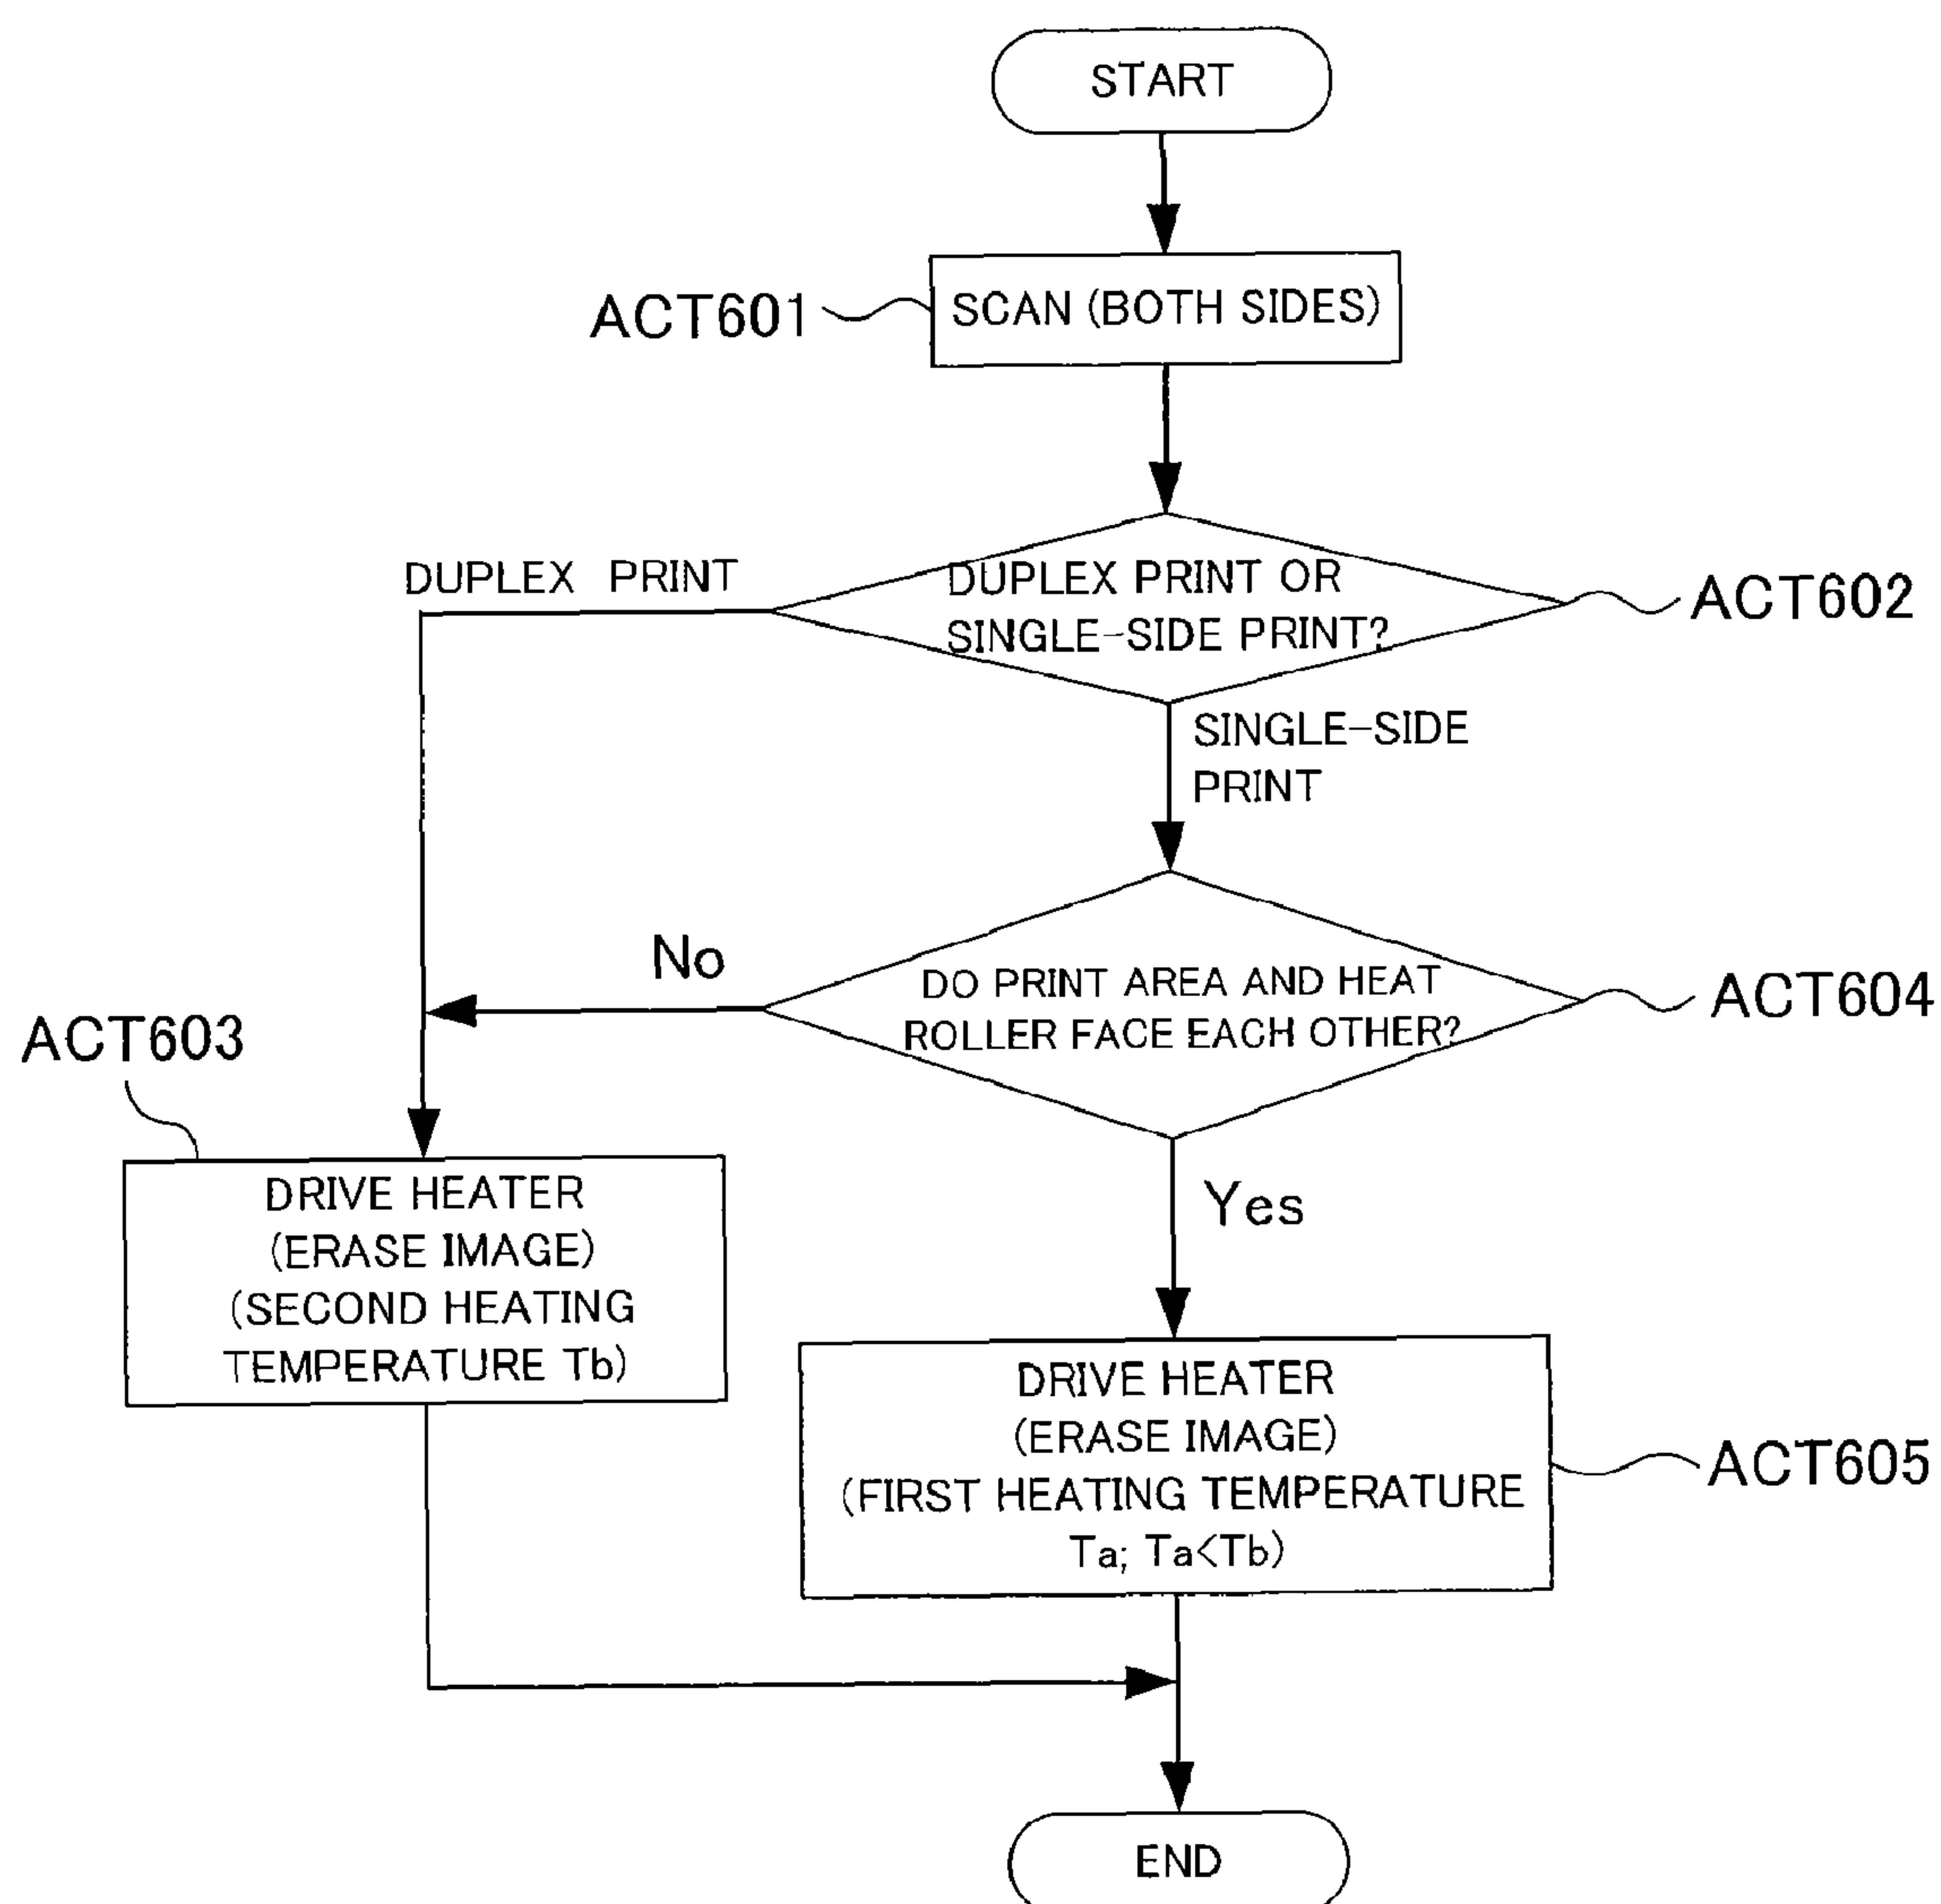 START
ACT601
SCAN (BOTH SIDES)
DUPLEX PRINT
DUPLEX PRINT OR
SINGLE-SIDE PRINT?
ACT602
SINGLE-SIDE
PRINT
No
DO PRINT AREA AND HEAT
ROLLER FACE EACH OTHER?
ACT604
ACT603
DRIVE HEATER
(ERASE IMAGE)
(SECOND HEATING
TEMPERATURE Tb)
Yes
DRIVE HEATER
(ERASE IMAGE)
(FIRST HEATING TEMPERATURE
Ta; Ta<Tb)
ACT605
END